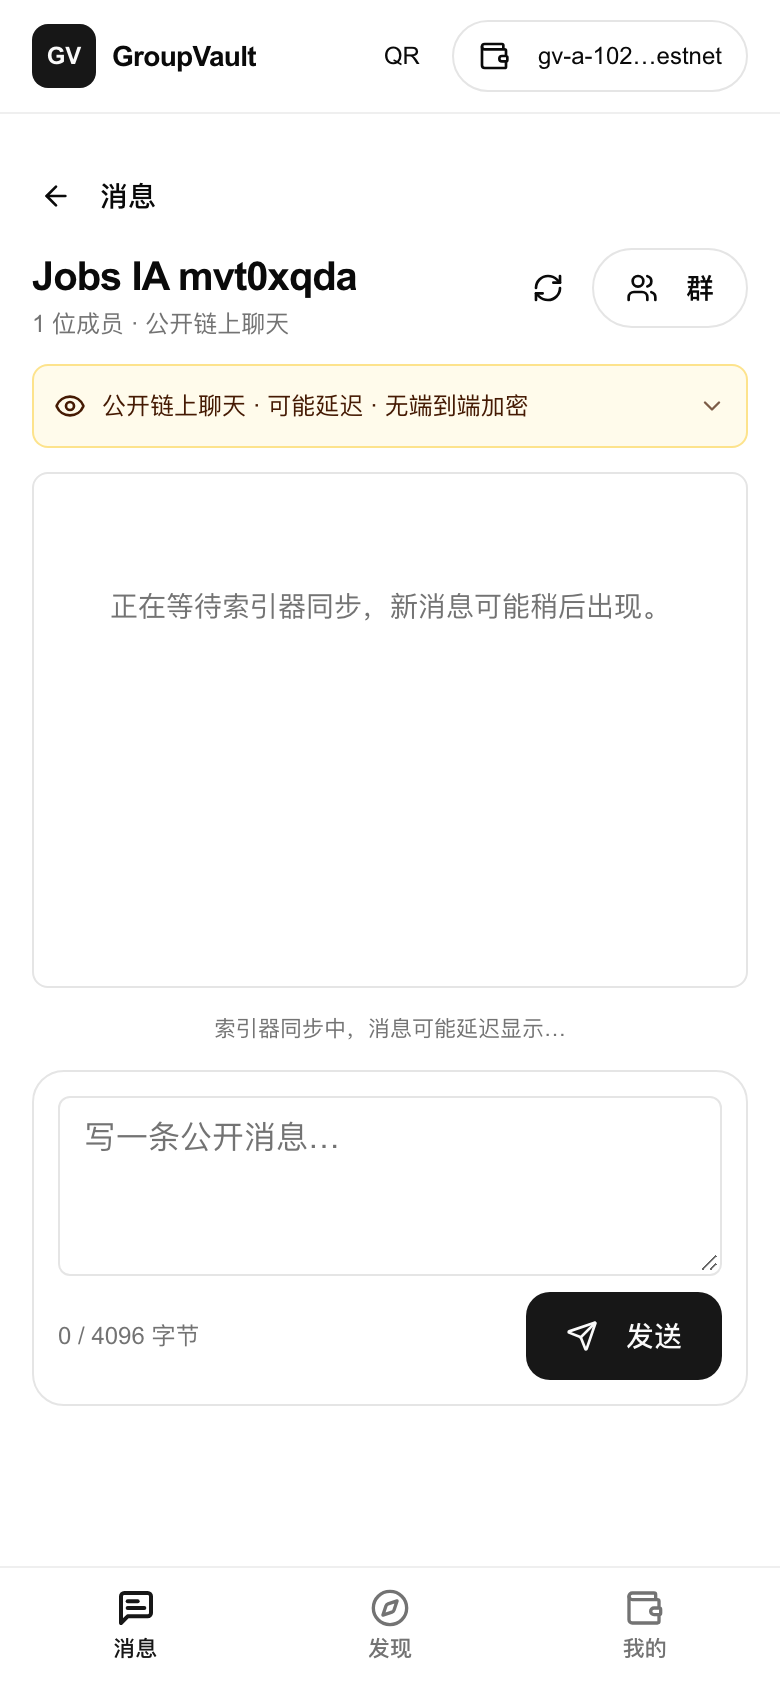 GV GroupVault QR gv-a-102…estnet
消息
Jobs IA mvt0xqda
群
1 位成员 · 公开链上聊天
公开链上聊天 · 可能延迟 · 无端到端加密
正在等待索引器同步，新消息可能稍后出现。
索引器同步中，消息可能延迟显示…
写一条公开消息…
0 / 4096 字节
发送
消息 发现 我的